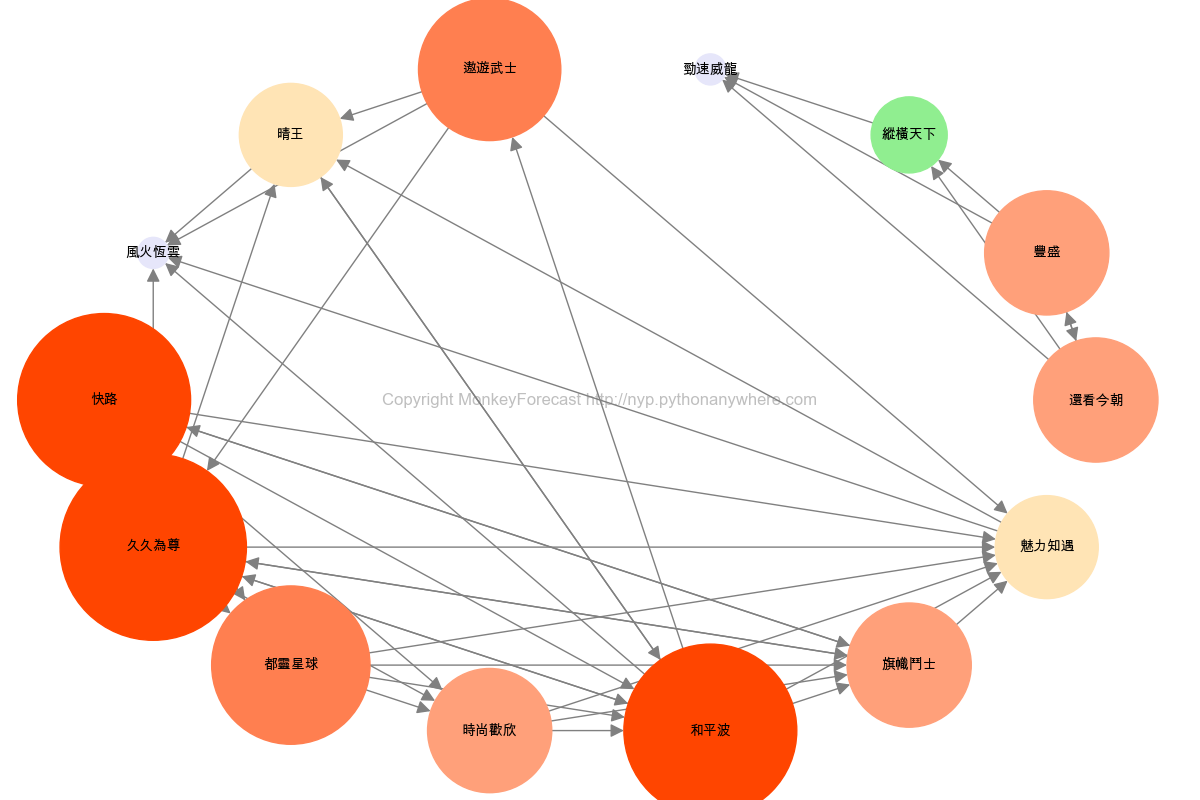 遨遊武士
勁速威龍
晴王
縱橫天下
風火恆雲
豐盛
快路
Copyright MonkeyForecast http://nyp.pythonanywhere.com
還看今朝
久久為尊
魅力知遇
都靈星球
旗幟鬥士
時尚歡欣
和平波